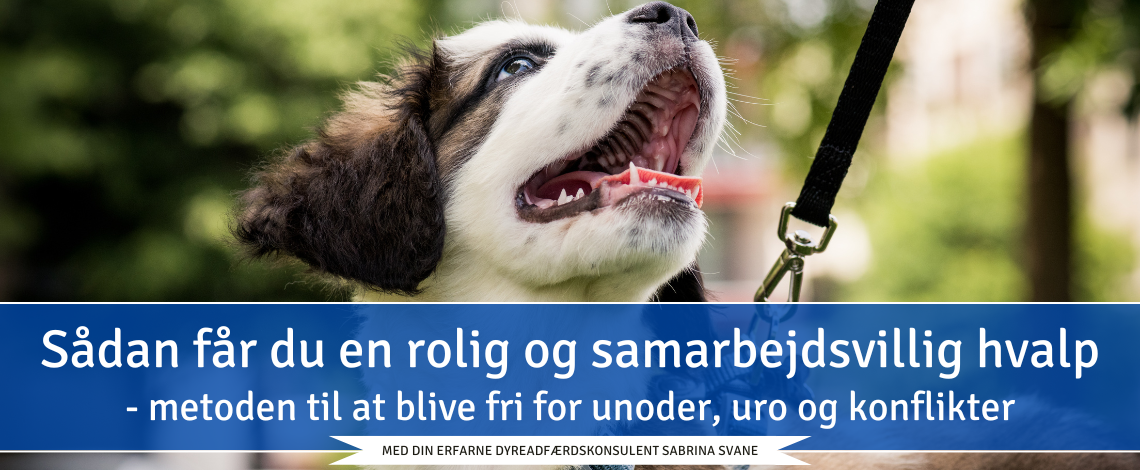 Sådan får du en rolig og samarbejdsvillig hvalp
- metoden til at blive fri for unoder, uro og konflikter
MED DIN ERFARNE DYREADFÆRDSKONSULENT SABRINA SVANE